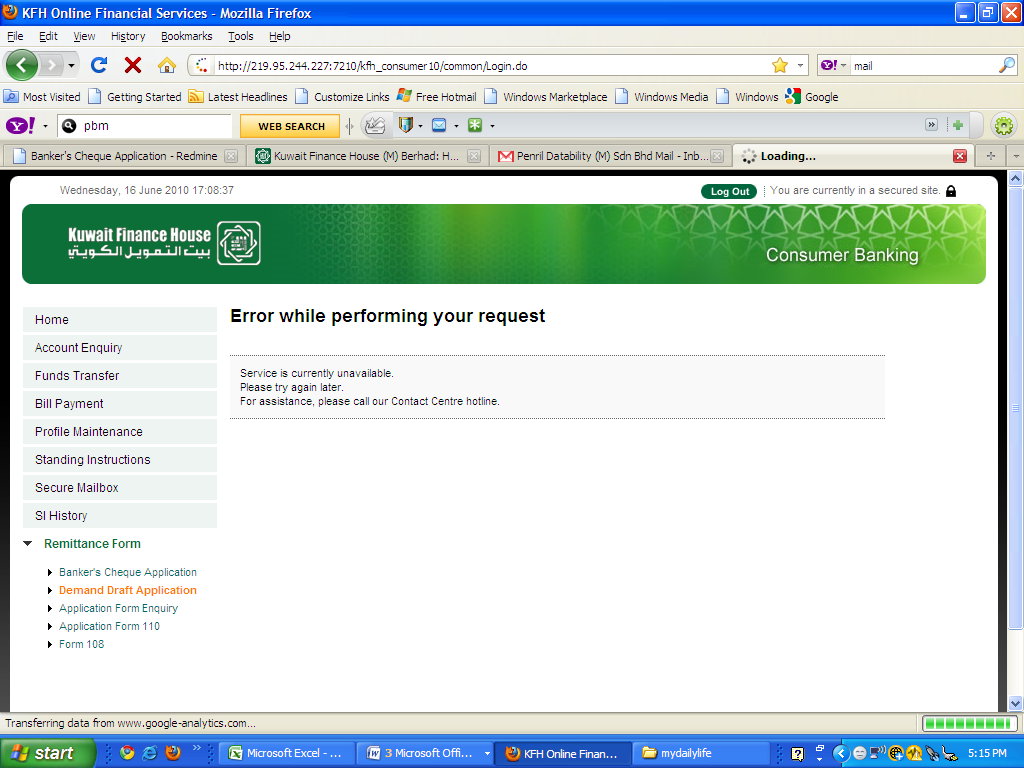 KFH Online Financial Services - Mozilla Firefox
File Edit View History Bookmarks Tools Help
http://219.95.244.227:7210/kfh_consumer10/common/Login.do
mail
Most Visited Getting Started Latest Headlines Customize Links Free Hotmail Windows Marketplace Windows Media Windows Google
Y! pbm WEB SEARCH
Banker's Cheque Application - Redmine Kuwait Finance House (M) Berhad: H... Penril Datability (M) Sdn Bhd Mail - Inb... Loading...
Wednesday, 16 June 2010 17:08:37 Log Out You are currently in a secured site.
Kuwait Finance House
بيت التمويل الكويتي
Consumer Banking
Home
Account Enquiry
Funds Transfer
Bill Payment
Profile Maintenance
Standing Instructions
Secure Mailbox
SI History
Remittance Form
Banker's Cheque Application
Demand Draft Application
Application Form Enquiry
Application Form 110
Form 108
Error while performing your request
Service is currently unavailable.
Please try again later.
For assistance, please call our Contact Centre hotline.
Transferring data from www.google-analytics.com...
start Microsoft Excel - ... 3 Microsoft Offi... KFH Online Finan... mydailylife 5:15 PM